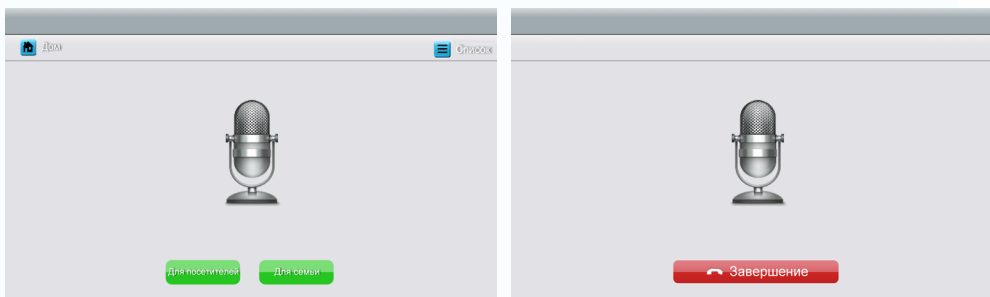 Дом
Список
Для посетителей
Для семьи
Завершение